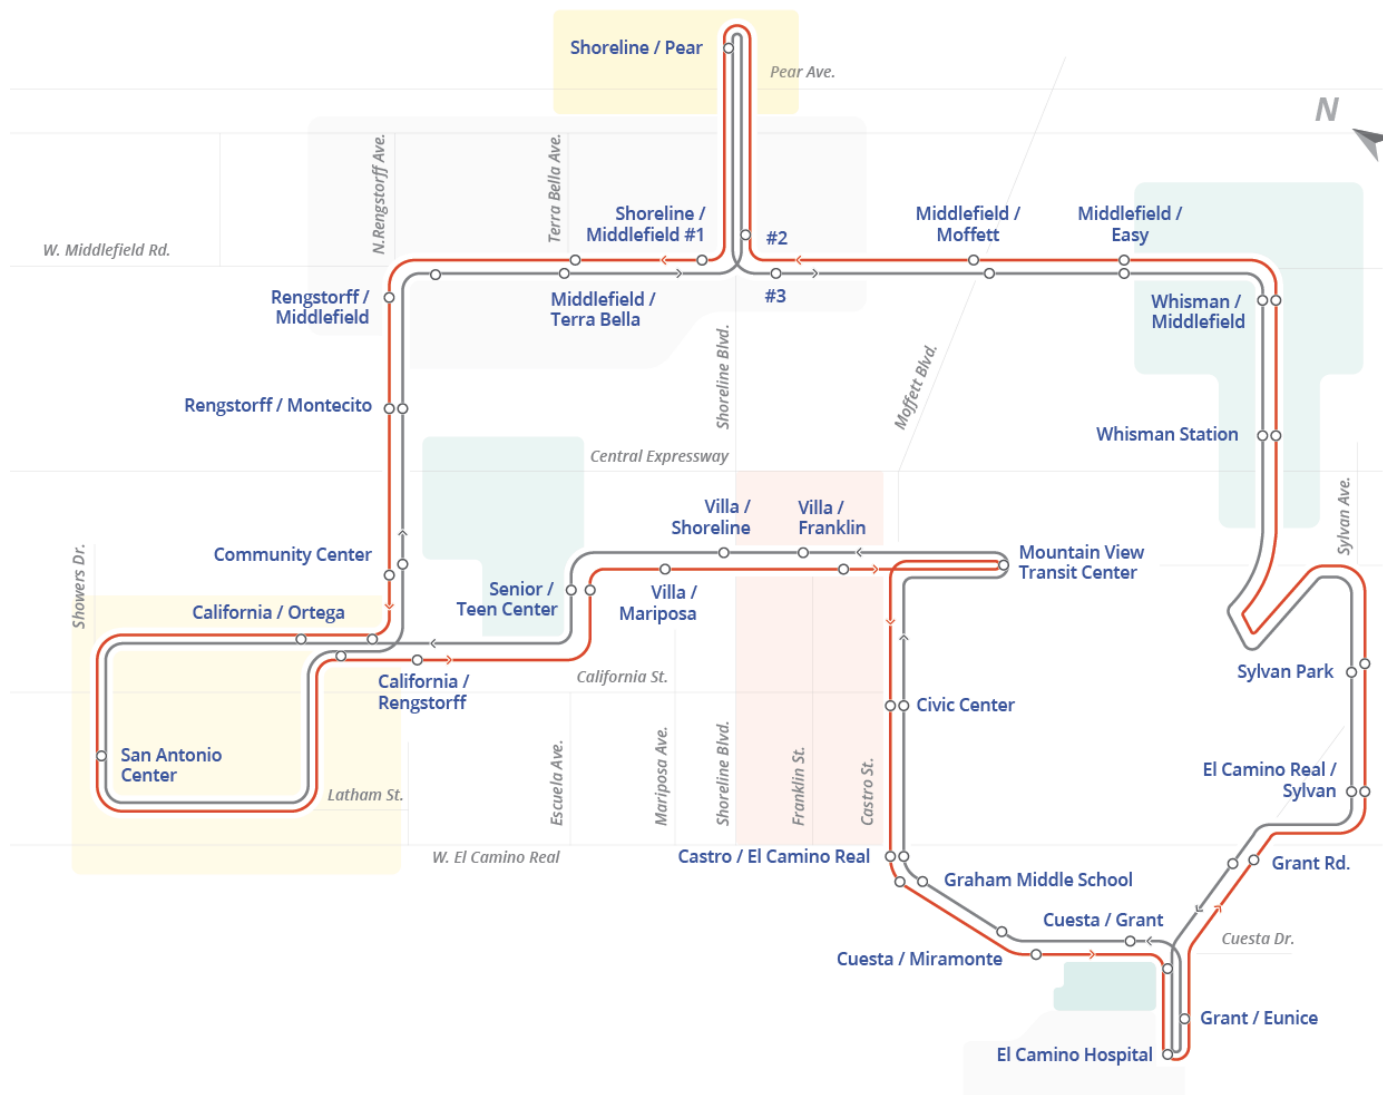 Shoreline / Pear
Pear Ave.
N
N.Rengstorff Ave.
Terra Bella Ave.
Shoreline /
Middlefield #1
#2
Middlefield /
Moffett
Middlefield /
Easy
W. Middlefield Rd.
Rengstorff /
Middlefield
Middlefield /
Terra Bella
#3
Whisman /
Middlefield
Shoreline Blvd.
Moffett Blvd.
Rengstorff / Montecito
Whisman Station
Central Expressway
Sylvan Ave.
Villa /
Shoreline
Villa /
Franklin
Showers Dr.
Community Center
Mountain View
Transit Center
Senior /
Teen Center
Villa /
Mariposa
California / Ortega
California /
Rengstorff
California St.
Sylvan Park
Civic Center
San Antonio
Center
Latham St.
Escuela Ave.
Mariposa Ave.
Shoreline Blvd.
Franklin St.
Castro St.
El Camino Real /
Sylvan
W. El Camino Real
Castro / El Camino Real
Grant Rd.
Graham Middle School
Cuesta / Grant
Cuesta Dr.
Cuesta / Miramonte
Grant / Eunice
El Camino Hospital